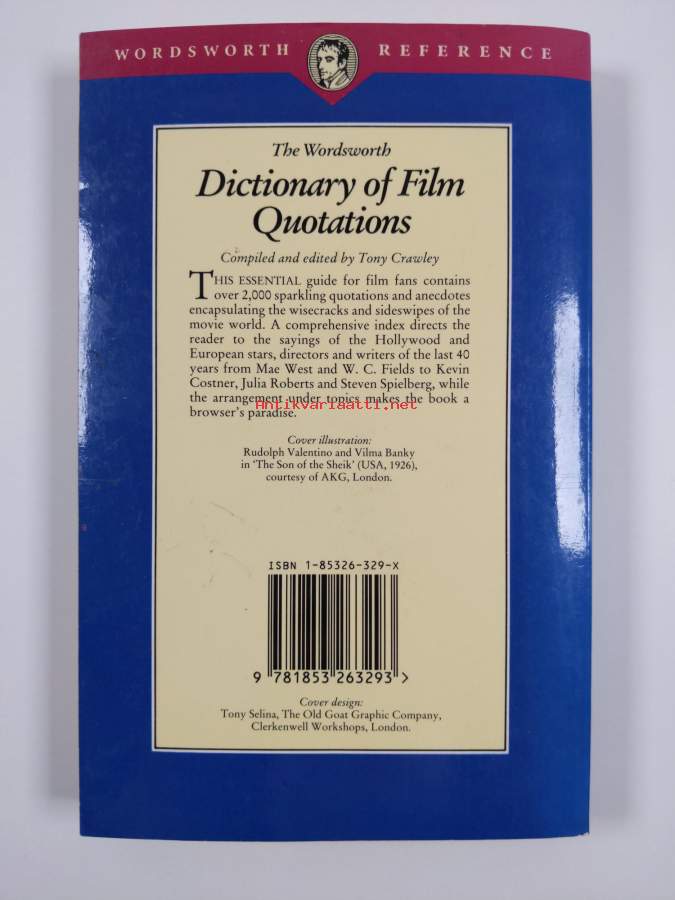 WORDSWORTH REFERENCE
The Wordsworth
Dictionary of Film
Quotations
Compiled and edited by Tony Crawley
THIS ESSENTIAL guide for film fans contains
over 2,000 sparkling quotations and anecdotes
encapsulating the wisecracks and sideswipes of the
movie world. A comprehensive index directs the
reader to the sayings of the Hollywood and
European stars, directors and writers of the last 40
years from Mae West and W. C. Fields to Kevin
Costner, Julia Roberts and Steven Spielberg, while
the arrangement under topics makes the book a
Antikvariaatti.net
browser's paradise.
Cover illustration:
Rudolph Valentino and Vilma Banky
in 'The Son of the Sheik' (USA, 1926),
courtesy of AKG, London.
ISBN 1-85326-329-X
9 781853 263293 >
Cover design:
Tony Selina, The Old Goat Graphic Company,
Clerkenwell Workshops, London.